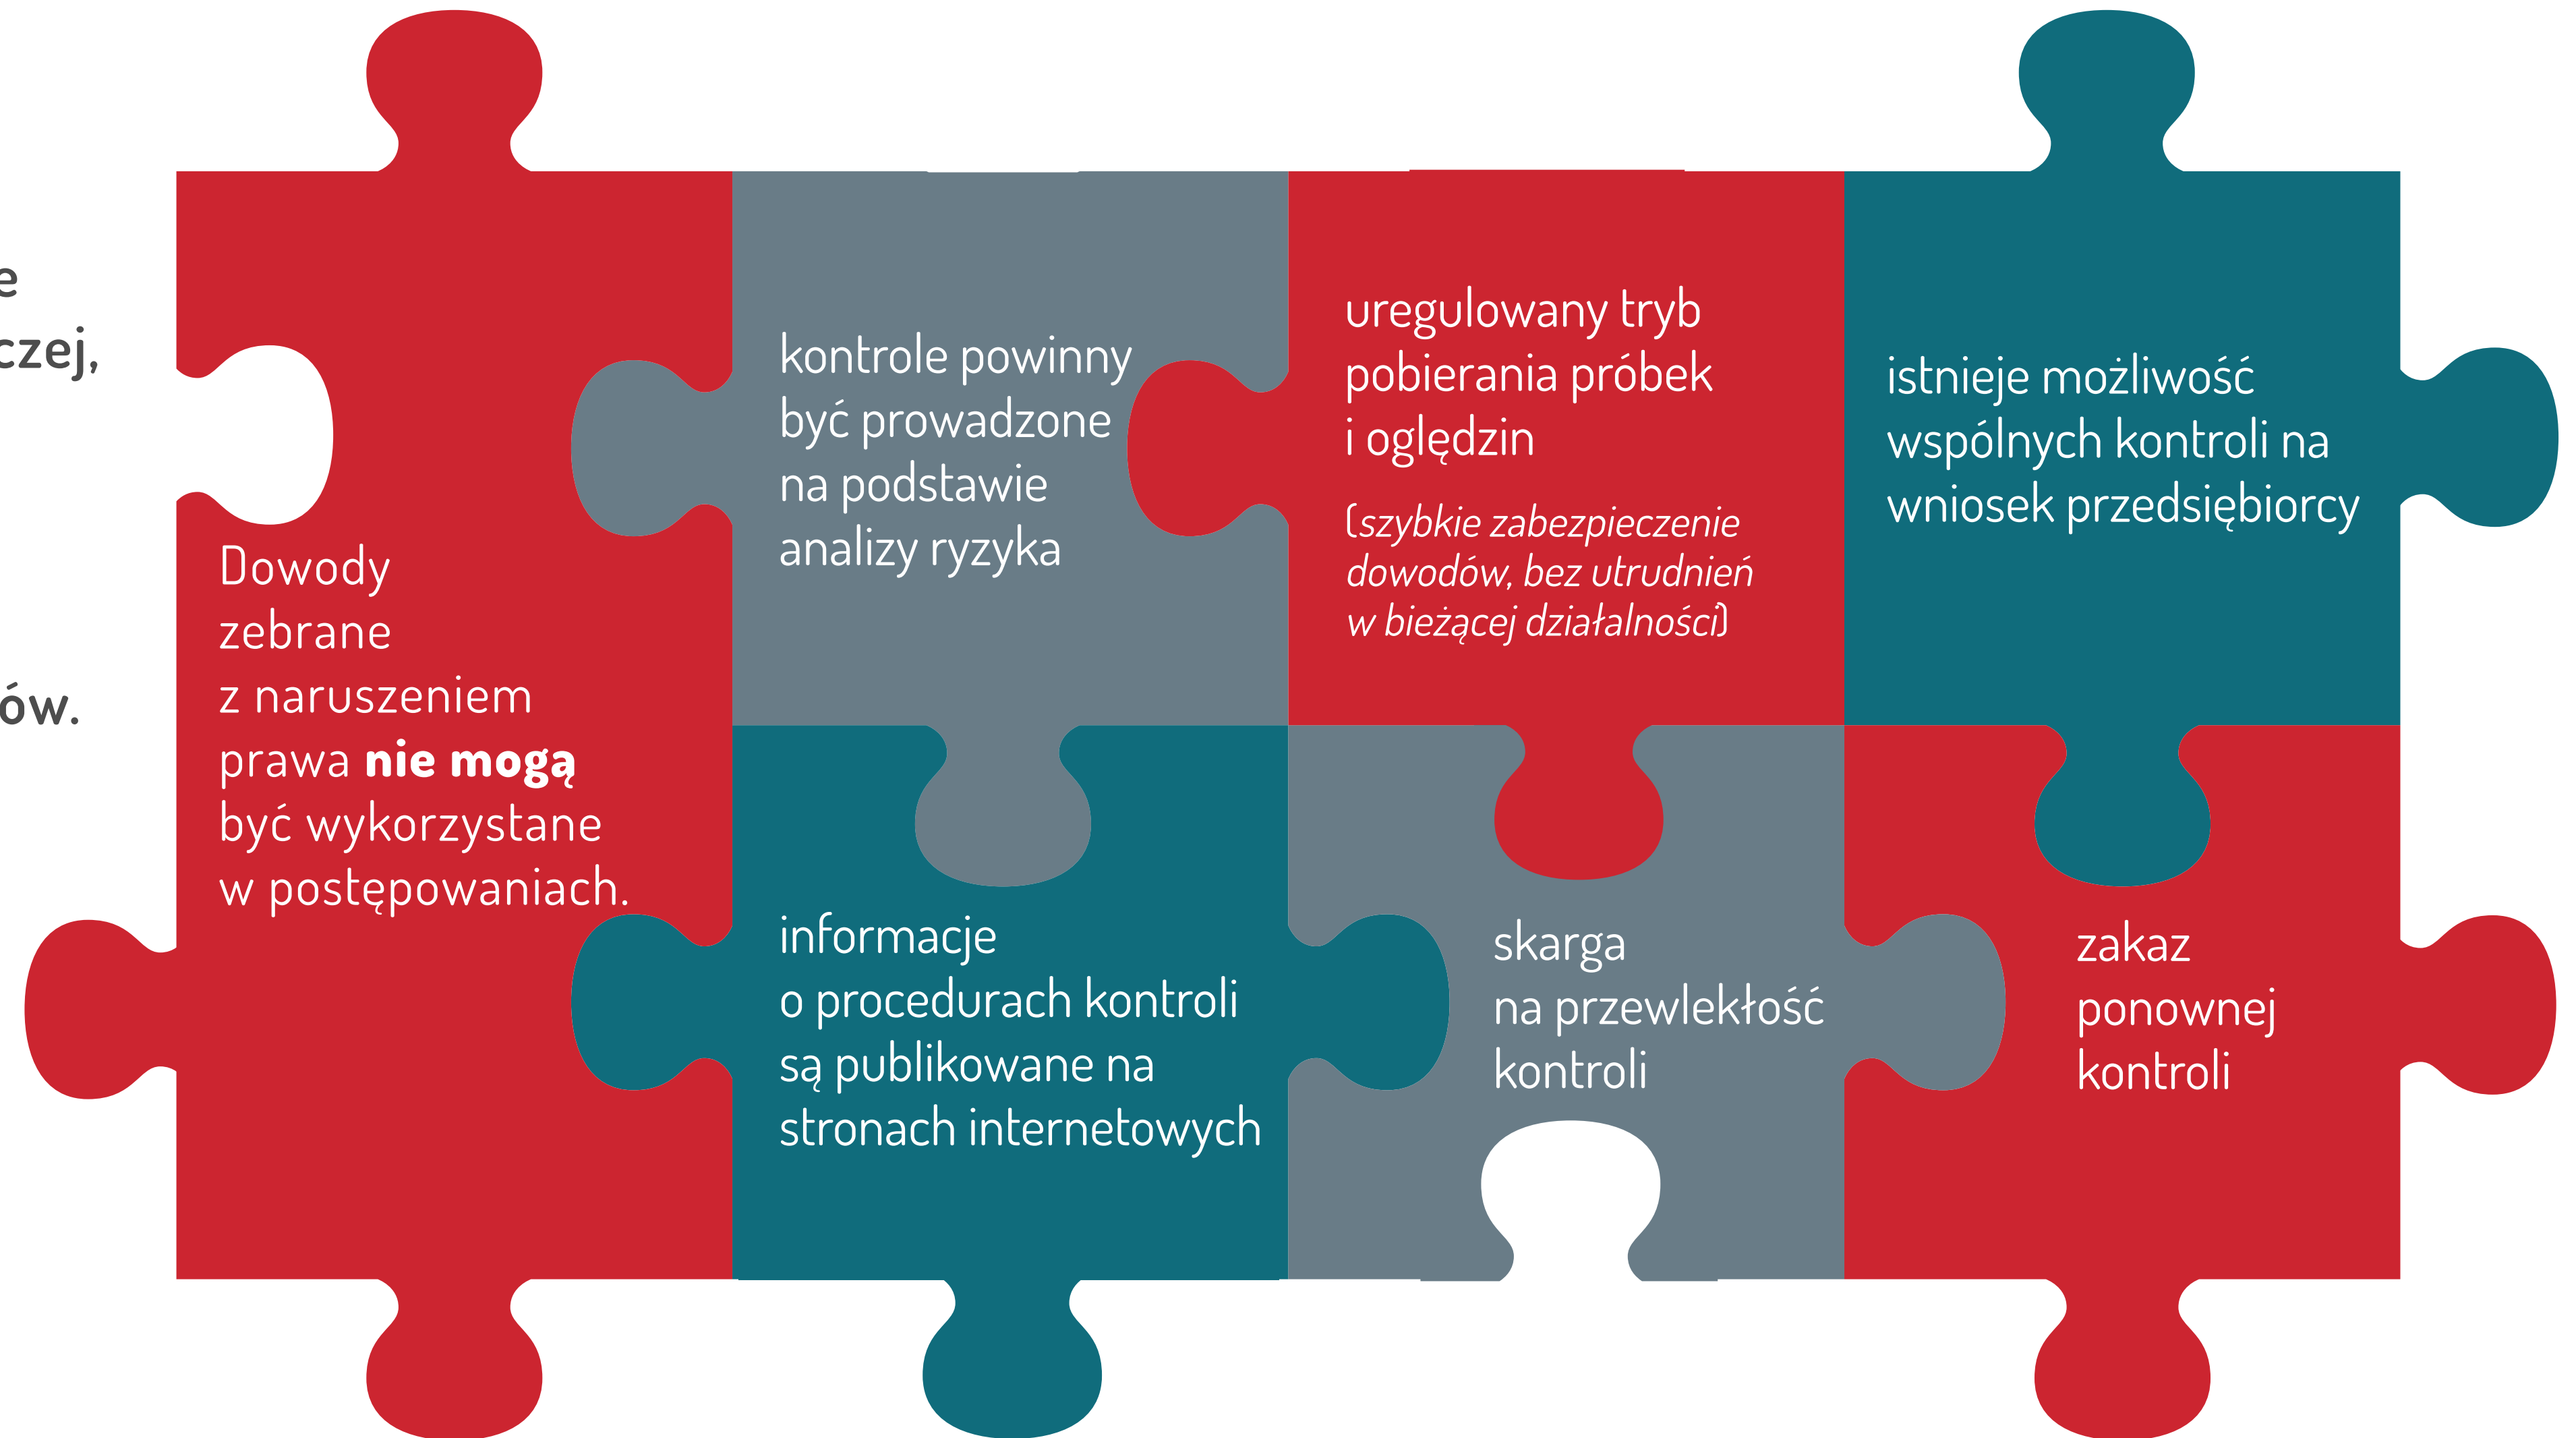 Dowody
zebrane
z naruszeniem
prawa nie mogą
być wykorzystane
w postępowaniach.
kontrole powinny
być prowadzone
na podstawie
analizy ryzyka
uregulowany tryb
pobierania próbek
i oględzin
(szybkie zabezpieczenie
dowodów, bez utrudnień
w bieżącej działalności)
istnieje możliwość
wspólnych kontroli na
wniosek przedsiębiorcy
informacje
o procedurach kontroli
są publikowane na
stronach internetowych
skarga
na przewlekłość
kontroli
zakaz
ponownej
kontroli